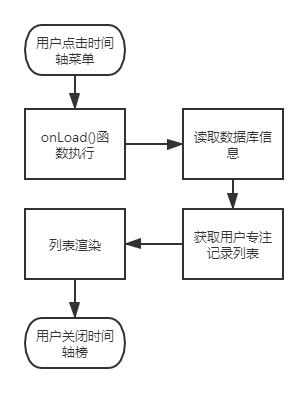 用户点击时间
轴菜单
onLoad()函
数执行
读取数据库信
息
获取用户专注
记录列表
列表渲染
用户关闭时间
轴榜